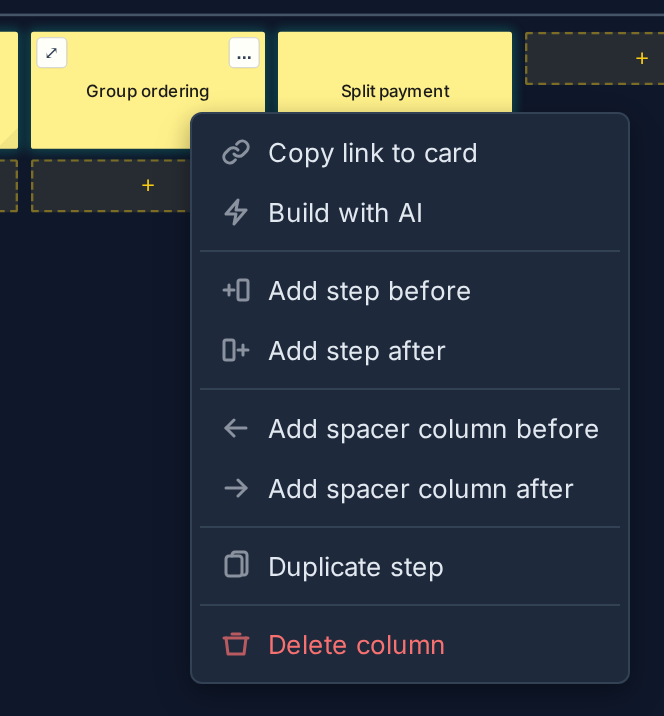 ...
Group ordering
Split payment
+
+
Copy link to card
Build with AI
Add step before
Add step after
Add spacer column before
Add spacer column after
Duplicate step
Delete column